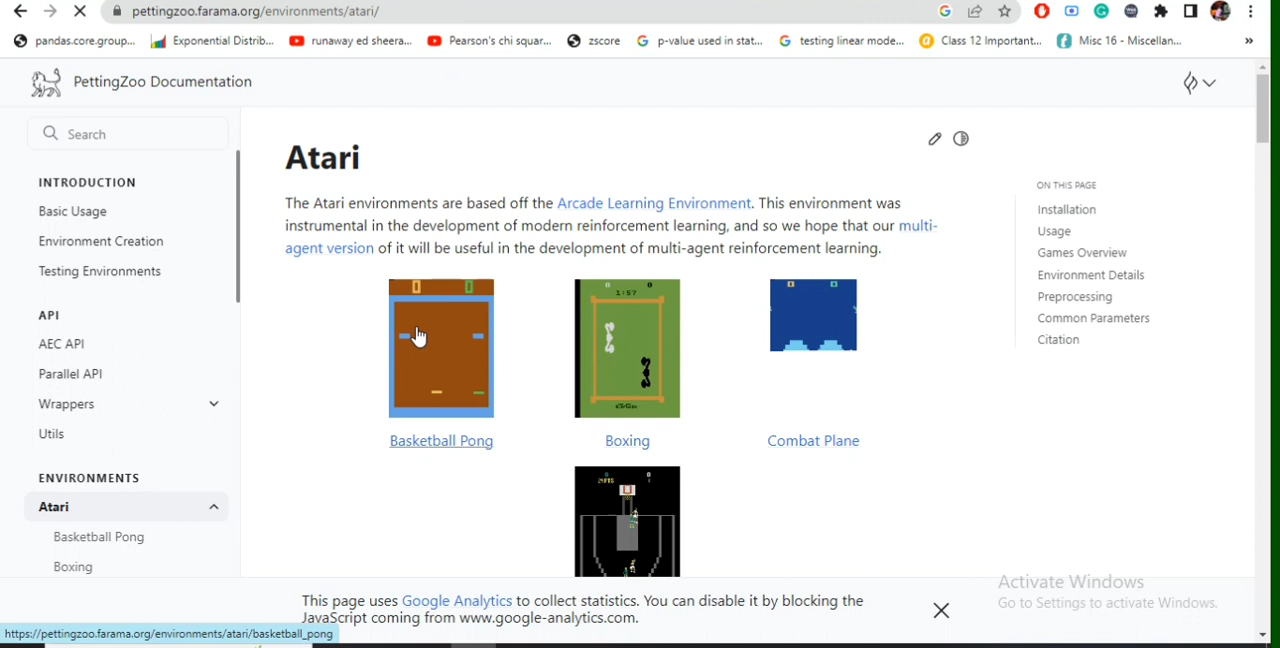 pettingzoo.farama.org/environments/atari/
pandas.core.group... Exponential Distrib... runaway ed sheera... Pearson's chi squar... zscore p-value used in stat... testing linear mode... Class 12 Important... Misc 16 - Miscellan... »
PettingZoo Documentation
Search
INTRODUCTION
Basic Usage
Environment Creation
Testing Environments
API
AEC API
Parallel API
Wrappers
Utils
ENVIRONMENTS
Atari
Basketball Pong
Boxing
Atari
The Atari environments are based off the Arcade Learning Environment. This environment was
instrumental in the development of modern reinforcement learning, and so we hope that our multi-
agent version of it will be useful in the development of multi-agent reinforcement learning.
1:57
Basketball Pong Boxing Combat Plane
ON THIS PAGE
Installation
Usage
Games Overview
Environment Details
Preprocessing
Common Parameters
Citation
This page uses Google Analytics to collect statistics. You can disable it by blocking the
JavaScript coming from www.google-analytics.com.
Activate Windows
Go to Settings to activate Windows.
https://pettingzoo.farama.org/environments/atari/basketball_pong